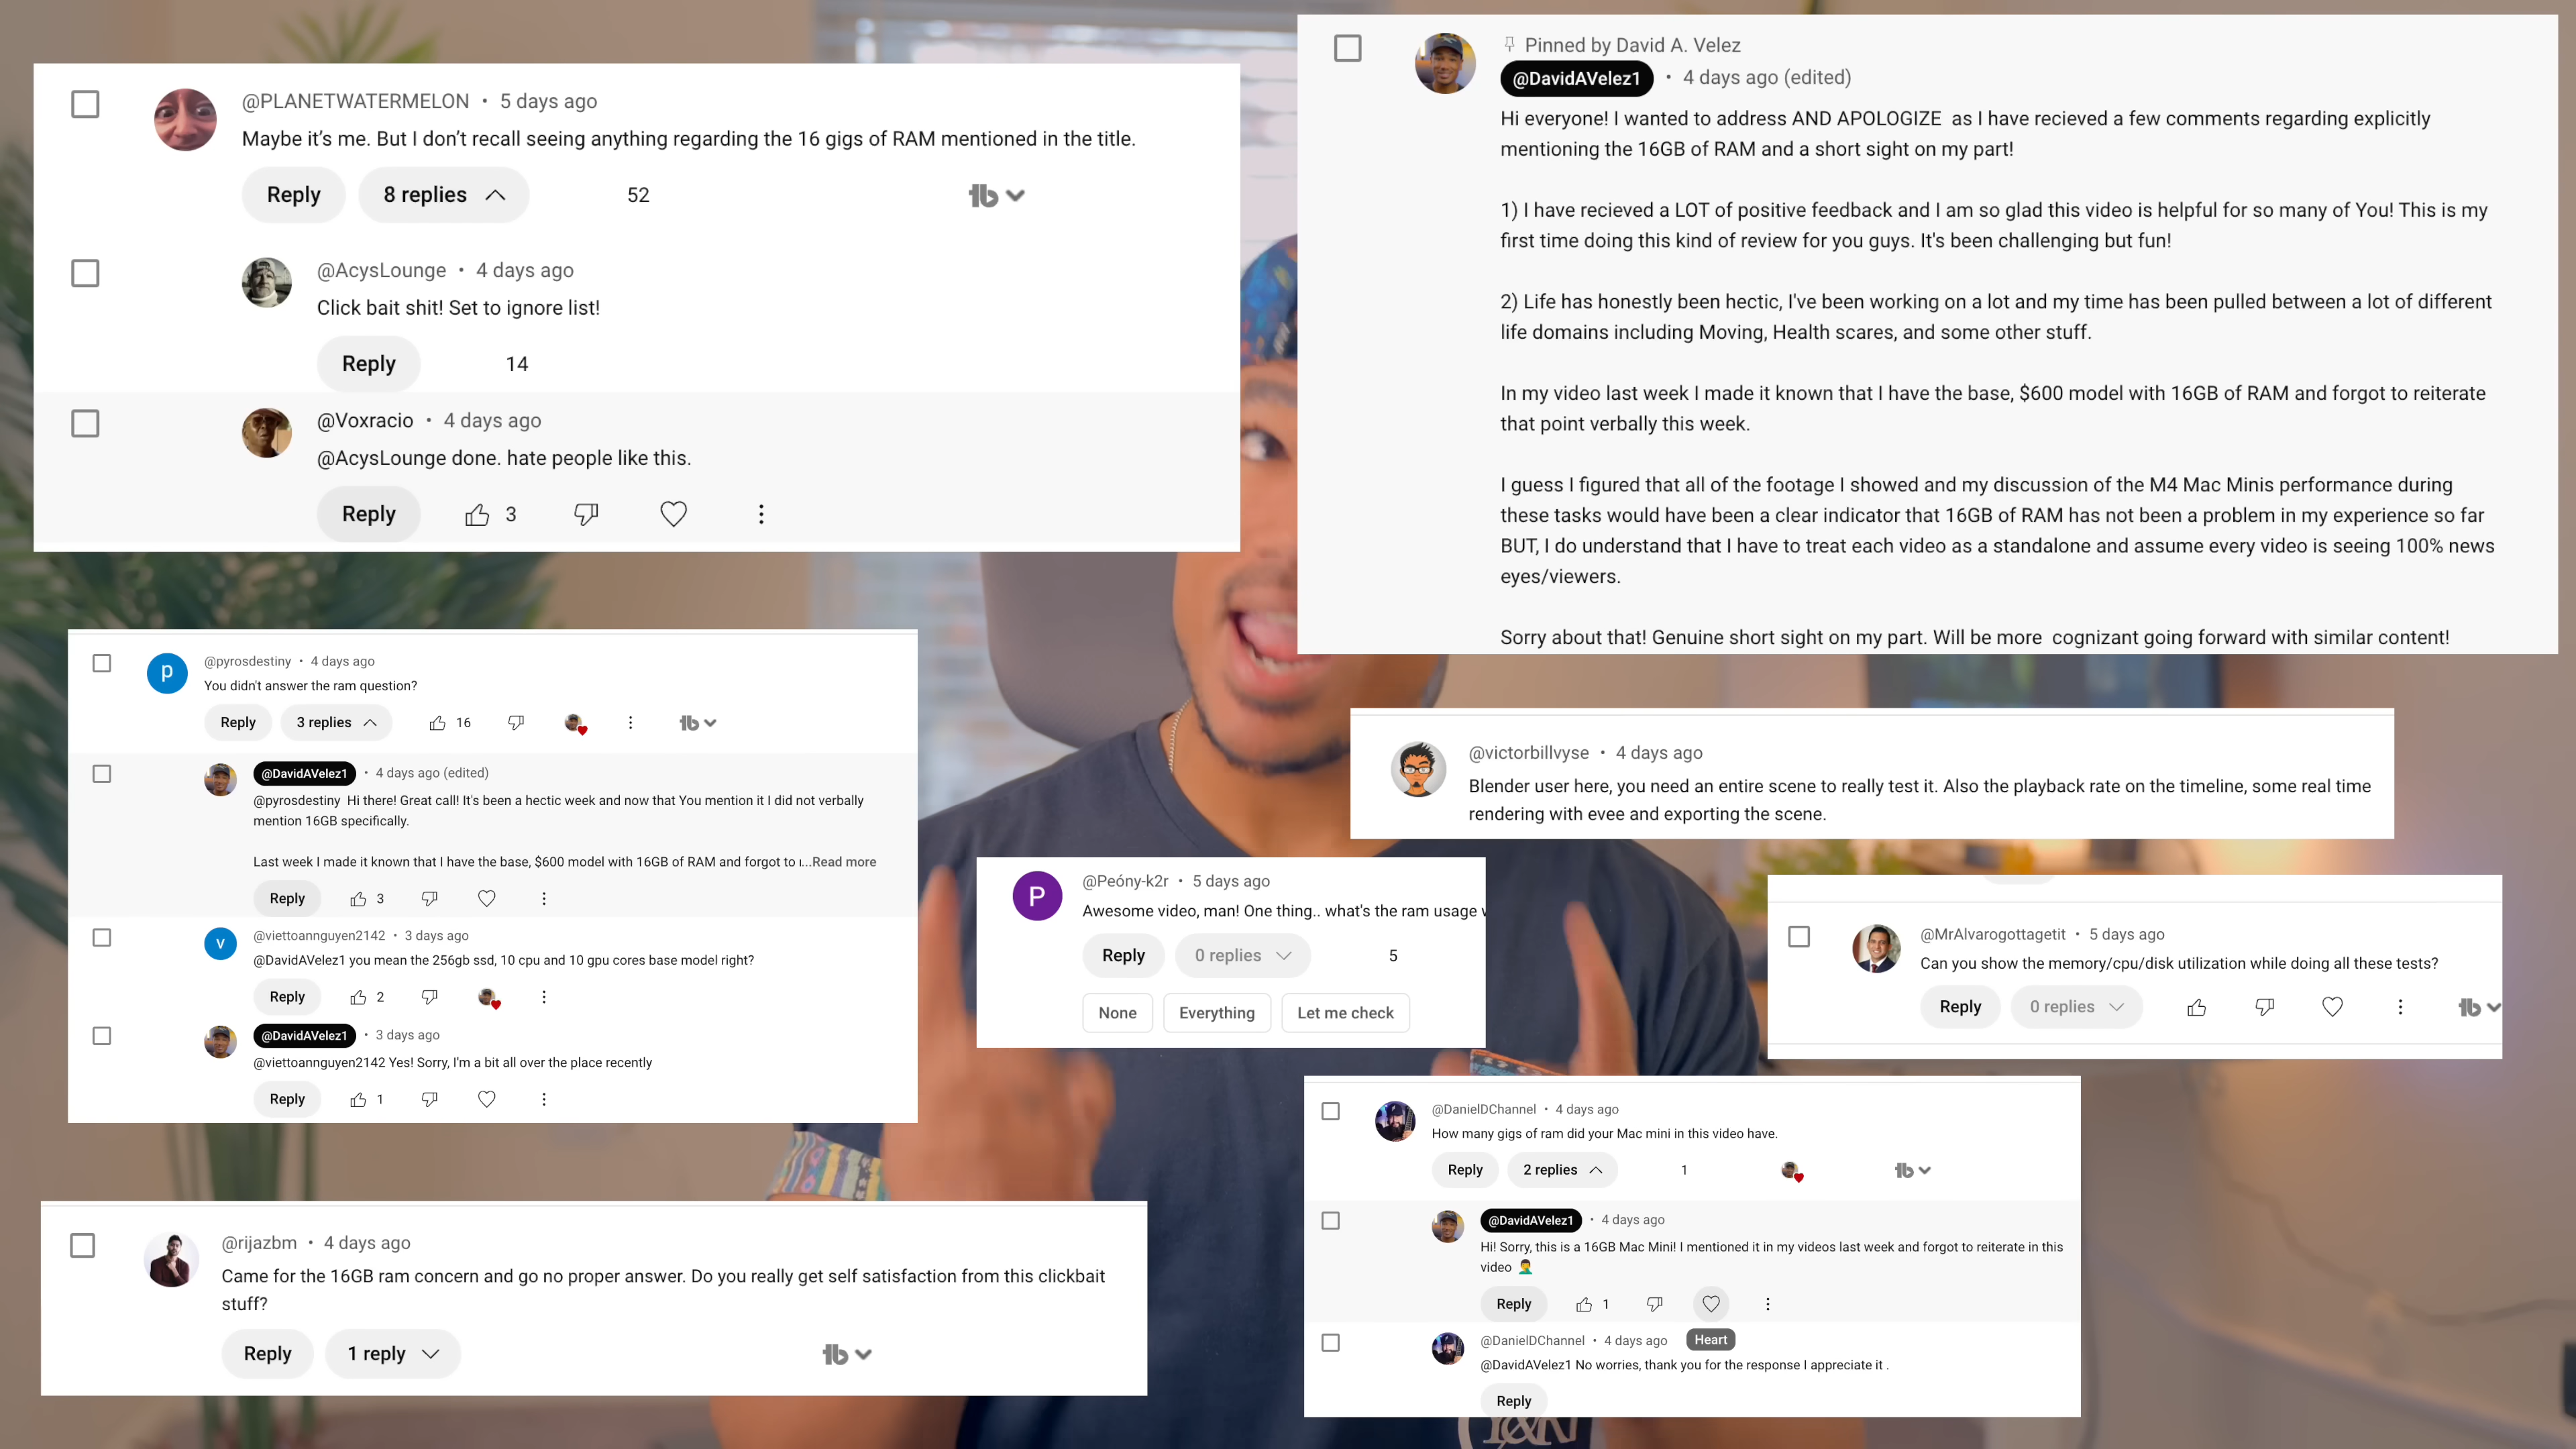 @PLANETWATERMELON • 5 days ago
Maybe it’s me. But I don’t recall seeing anything regarding the 16 gigs of RAM mentioned in the title.
Reply 8 replies 52
@AcysLounge • 4 days ago
Click bait shit! Set to ignore list!
Reply 14
@Voxracio • 4 days ago
@AcysLounge done. hate people like this.
Reply 3
Pinned by David A. Velez
@DavidAVelez1 • 4 days ago (edited)
Hi everyone! I wanted to address AND APOLOGIZE as I have recieved a few comments regarding explicitly
mentioning the 16GB of RAM and a short sight on my part!
1) I have recieved a LOT of positive feedback and I am so glad this video is helpful for so many of You! This is my
first time doing this kind of review for you guys. It's been challenging but fun!
2) Life has honestly been hectic, I've been working on a lot and my time has been pulled between a lot of different
life domains including Moving, Health scares, and some other stuff.
In my video last week I made it known that I have the base, $600 model with 16GB of RAM and forgot to reiterate
that point verbally this week.
I guess I figured that all of the footage I showed and my discussion of the M4 Mac Minis performance during
these tasks would have been a clear indicator that 16GB of RAM has not been a problem in my experience so far
BUT, I do understand that I have to treat each video as a standalone and assume every video is seeing 100% news
eyes/viewers.
Sorry about that! Genuine short sight on my part. Will be more cognizant going forward with similar content!
p
@pyrosdestiny • 4 days ago
You didn't answer the ram question?
Reply 3 replies 16
@DavidAVelez1 • 4 days ago (edited)
@pyrosdestiny Hi there! Great call! It's been a hectic week and now that You mention it I did not verbally
mention 16GB specifically.
Last week I made it known that I have the base, $600 model with 16GB of RAM and forgot to ...Read more
Reply 3
v
@viettoannguyen2142 • 3 days ago
@DavidAVelez1 you mean the 256gb ssd, 10 cpu and 10 gpu cores base model right?
Reply 2
@DavidAVelez1 • 3 days ago
@viettoannguyen2142 Yes! Sorry, I'm a bit all over the place recently
Reply 1
@victorbillvyse • 4 days ago
Blender user here, you need an entire scene to really test it. Also the playback rate on the timeline, some real time
rendering with evee and exporting the scene.
P
@Peóny-k2r • 5 days ago
Awesome video, man! One thing.. what's the ram usage
Reply 0 replies 5
None Everything Let me check
@MrAlvarogottagetit • 5 days ago
Can you show the memory/cpu/disk utilization while doing all these tests?
Reply 0 replies
@rijazbm • 4 days ago
Came for the 16GB ram concern and go no proper answer. Do you really get self satisfaction from this clickbait
stuff?
Reply 1 reply
@DanielDChannel • 4 days ago
How many gigs of ram did your Mac mini in this video have.
Reply 2 replies 1
@DavidAVelez1 • 4 days ago
Hi! Sorry, this is a 16GB Mac Mini! I mentioned it in my videos last week and forgot to reiterate in this
video 🤦‍♂️
Reply 1
@DanielDChannel • 4 days ago Heart
@DavidAVelez1 No worries, thank you for the response I appreciate it .
Reply